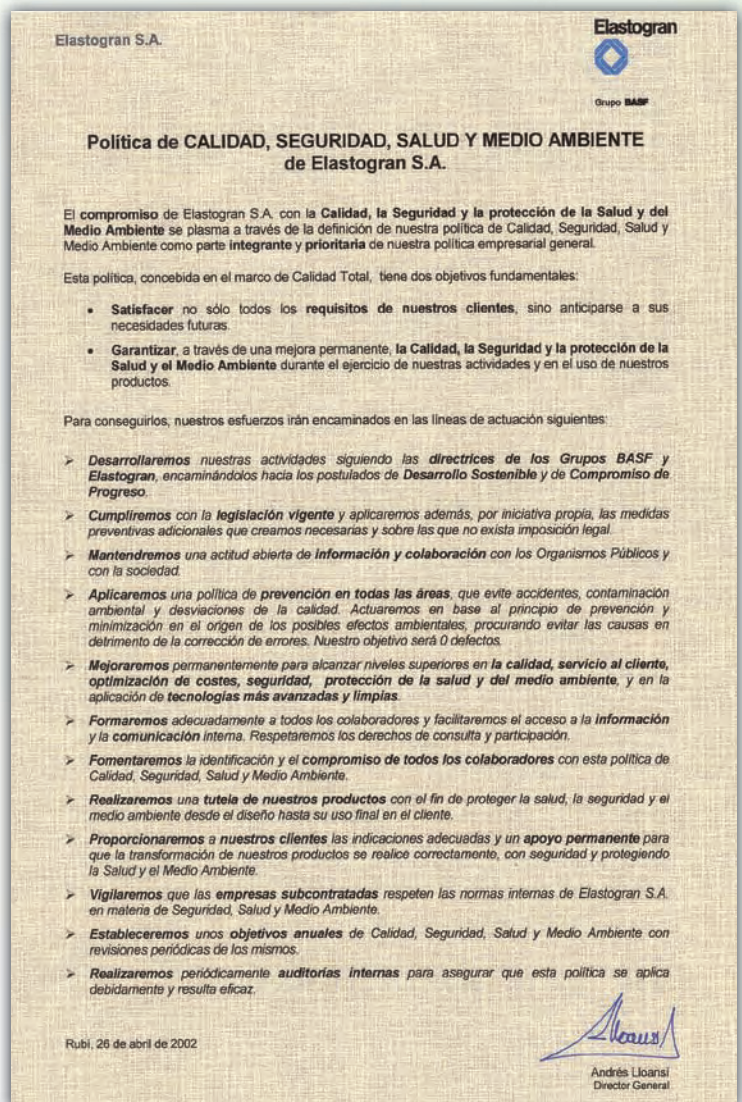 Elastogran S.A.
Elastogran
Grupo BASF
Política de CALIDAD, SEGURIDAD, SALUD Y MEDIO AMBIENTE
de Elastogran S.A.
El compromiso de Elastogran S.A. con la Calidad, la Seguridad y la protección de la Salud y del
Medio Ambiente se plasma a través de la definición de nuestra política de Calidad, Seguridad, Salud y
Medio Ambiente como parte integrante y prioritaria de nuestra política empresarial general.
Esta política, concebida en el marco de Calidad Total, tiene dos objetivos fundamentales:
• Satisfacer no sólo todos los requisitos de nuestros clientes, sino anticiparse a sus
necesidades futuras.
• Garantizar, a través de una mejora permanente, la Calidad, la Seguridad y la protección de la
Salud y el Medio Ambiente durante el ejercicio de nuestras actividades y en el uso de nuestros
productos.
Para conseguirlos, nuestros esfuerzos irán encaminados en las líneas de actuación siguientes:
➢ Desarrollaremos nuestras actividades siguiendo las directrices de los Grupos BASF y
Elastogran, encaminándolos hacia los postulados de Desarrollo Sostenible y de Compromiso de
Progreso.
➢ Cumpliremos con la legislación vigente y aplicaremos además, por iniciativa propia, las medidas
preventivas adicionales que creamos necesarias y sobre las que no exista imposición legal.
➢ Mantendremos una actitud abierta de información y colaboración con los Organismos Públicos y
con la sociedad.
➢ Aplicaremos una política de prevención en todas las áreas, que evite accidentes, contaminación
ambiental y desviaciones de la calidad. Actuaremos en base al principio de prevención y
minimización en el origen de los posibles efectos ambientales, procurando evitar las causas en
detrimento de la corrección de errores. Nuestro objetivo será 0 defectos.
➢ Mejoraremos permanentemente para alcanzar niveles superiores en la calidad, servicio al cliente,
optimización de costes, seguridad, protección de la salud y del medio ambiente, y en la
aplicación de tecnologías más avanzadas y limpias.
➢ Formaremos adecuadamente a todos los colaboradores y facilitaremos el acceso a la información
y la comunicación interna. Respetaremos los derechos de consulta y participación.
➢ Fomentaremos la identificación y el compromiso de todos los colaboradores con esta política de
Calidad, Seguridad, Salud y Medio Ambiente.
➢ Realizaremos una tutela de nuestros productos con el fin de proteger la salud, la seguridad y el
medio ambiente desde el diseño hasta su uso final en el cliente.
➢ Proporcionaremos a nuestros clientes las indicaciones adecuadas y un apoyo permanente para
que la transformación de nuestros productos se realice correctamente, con seguridad y protegiendo
la Salud y el Medio Ambiente.
➢ Vigilaremos que las empresas subcontratadas respeten las normas internas de Elastogran S.A.
en materia de Seguridad, Salud y Medio Ambiente.
➢ Estableceremos unos objetivos anuales de Calidad, Seguridad, Salud y Medio Ambiente con
revisiones periódicas de los mismos.
➢ Realizaremos periódicamente auditorías internas para asegurar que esta política se aplica
debidamente y resulta eficaz.
Rubí, 26 de abril de 2002
Andrés Lloansí
Director General